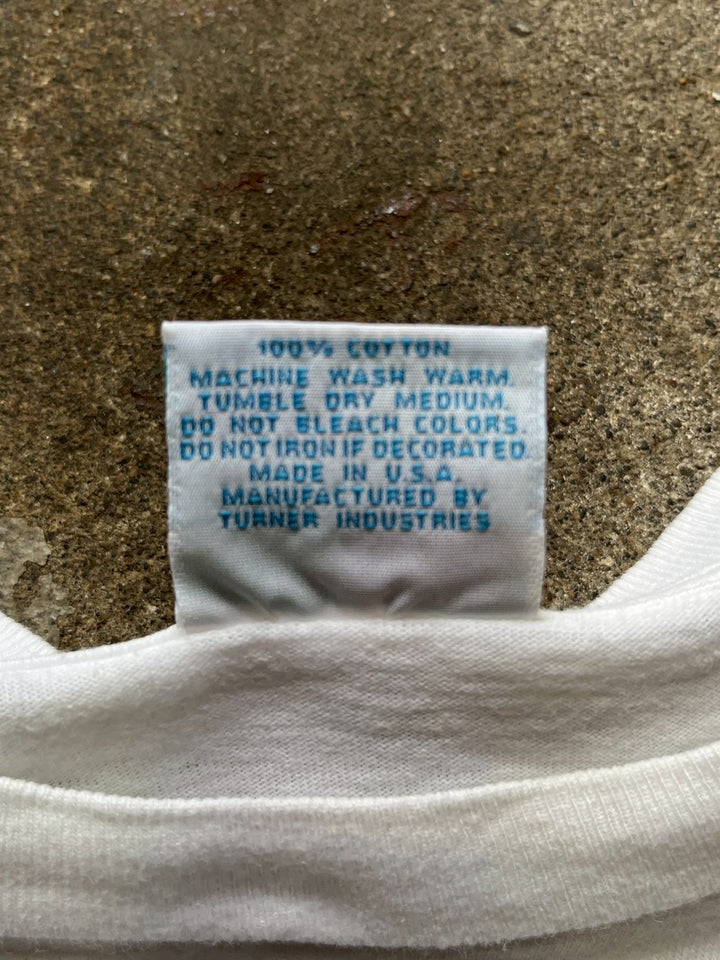 100% COTTON
MACHINE WASH WARM.
TUMBLE DRY MEDIUM.
DO NOT BLEACH COLORS.
DO NOT IRON IF DECORATED.
MADE IN U.S.A.
MANUFACTURED BY
TURNER INDUSTRIES